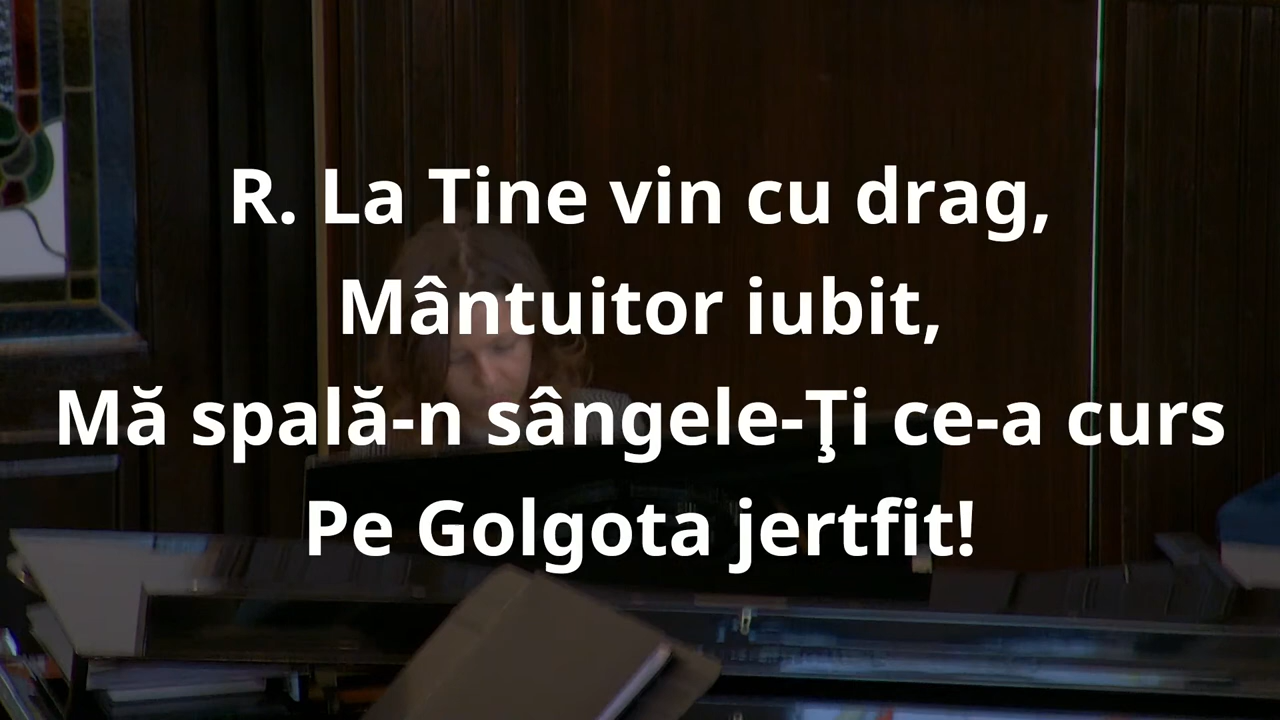 R. La Tine vin cu drag,
Mântuitor iubit,
Mă spală-n sângele-Ţi ce-a curs
Pe Golgota jertfit!